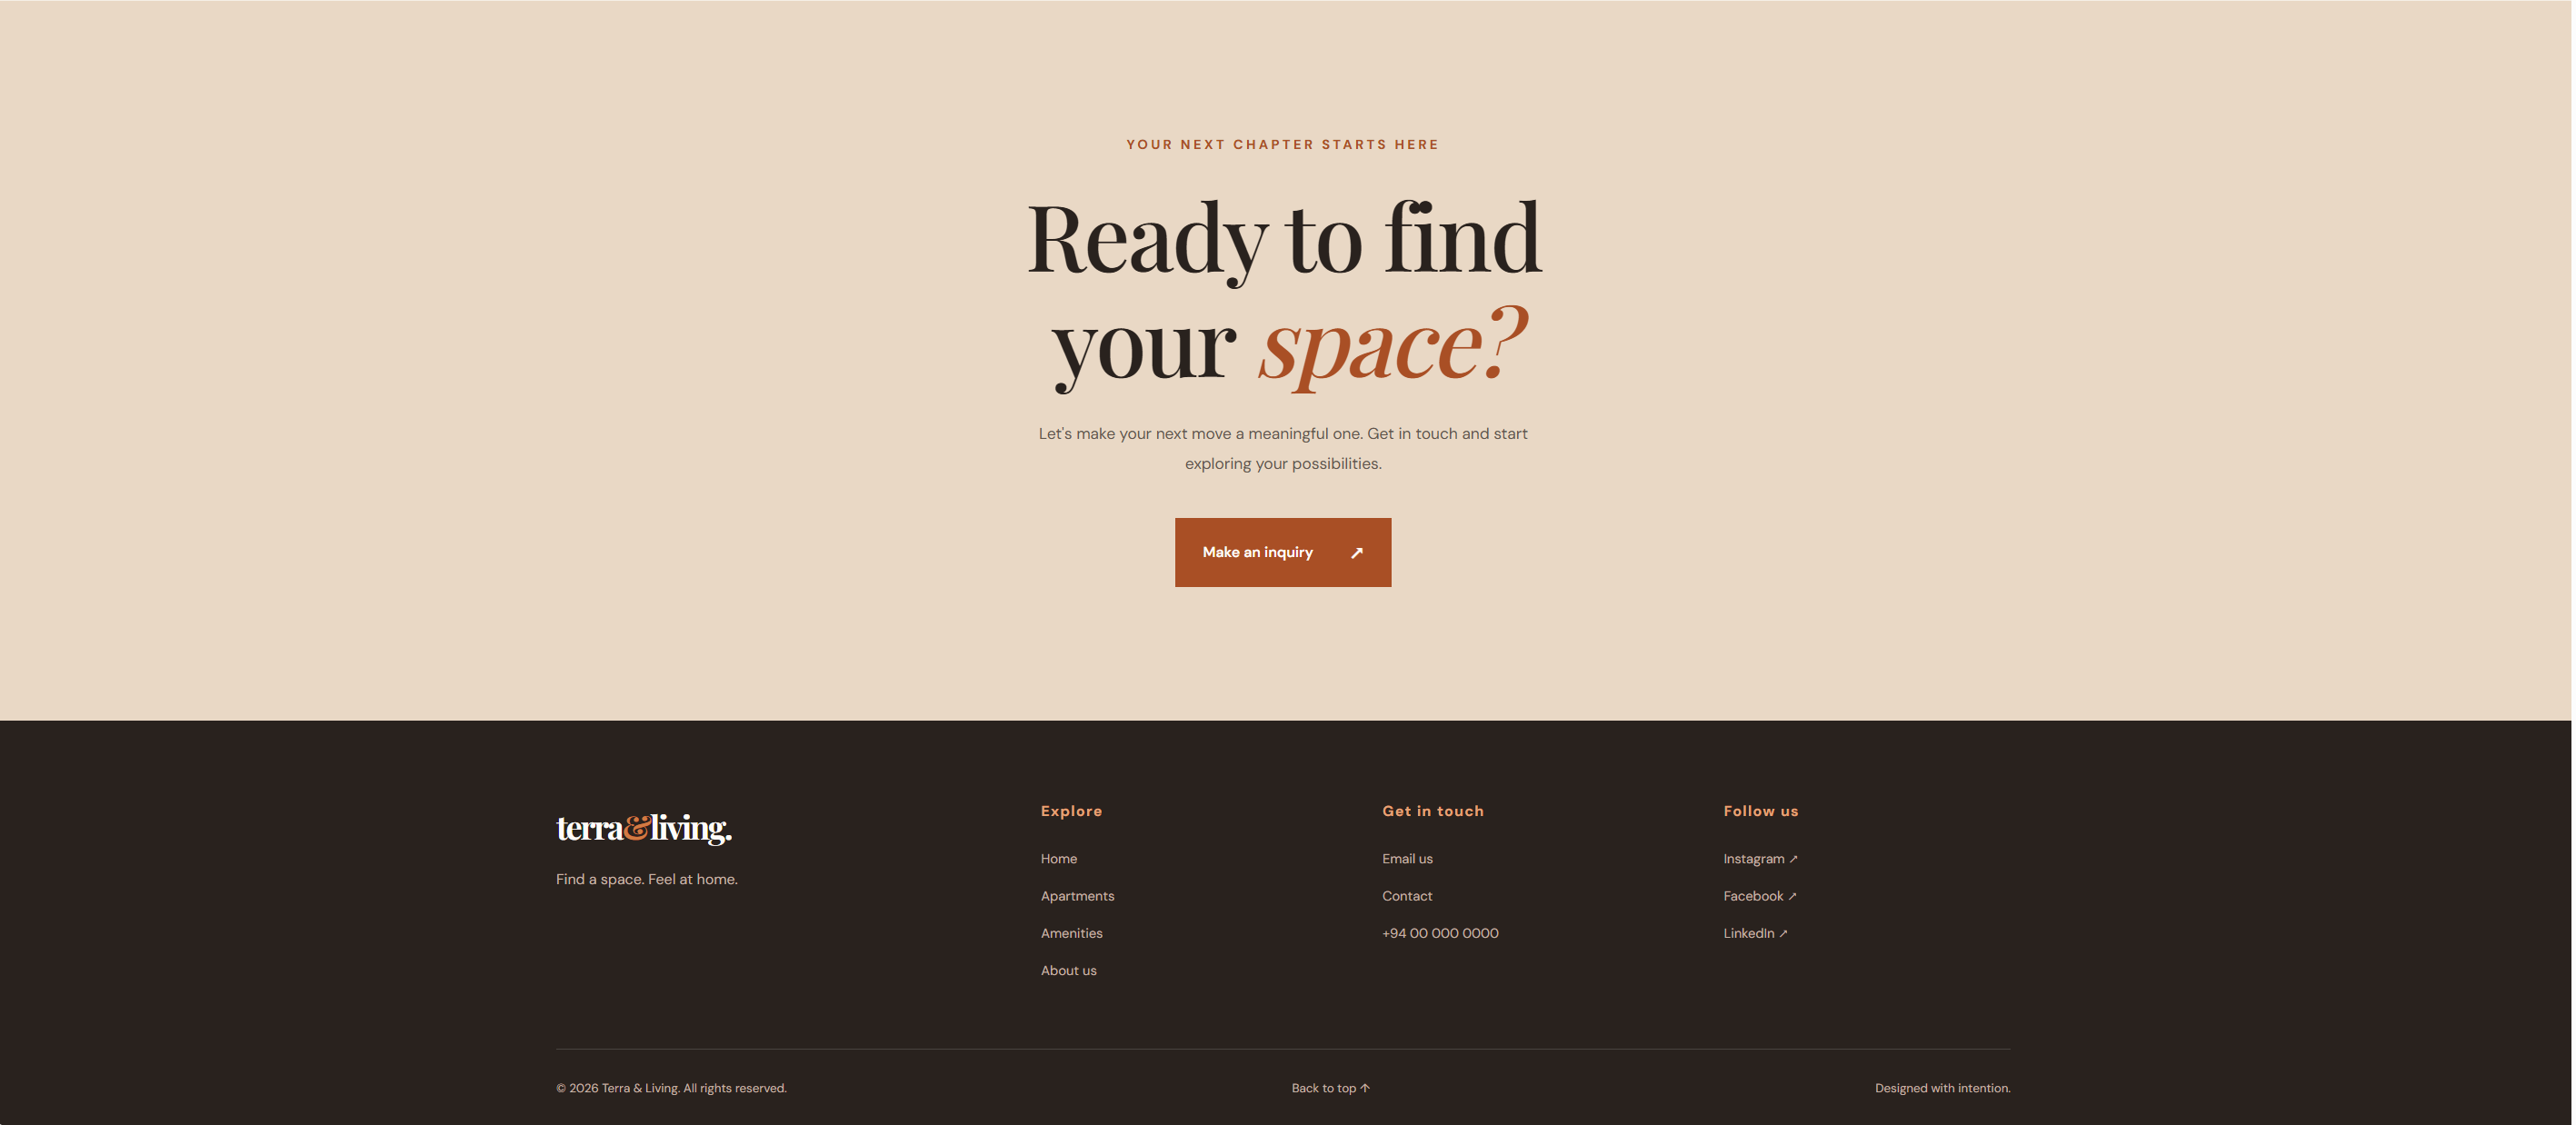 YOUR NEXT CHAPTER STARTS HERE
Ready to find
your space?
Let's make your next move a meaningful one. Get in touch and start
exploring your possibilities.
Make an inquiry ↗
terra&living.
Find a space. Feel at home.
Explore
Home
Apartments
Amenities
About us
Get in touch
Email us
Contact
+94 00 000 0000
Follow us
Instagram ↗
Facebook ↗
LinkedIn ↗
© 2026 Terra & Living. All rights reserved.
Back to top ↑
Designed with intention.